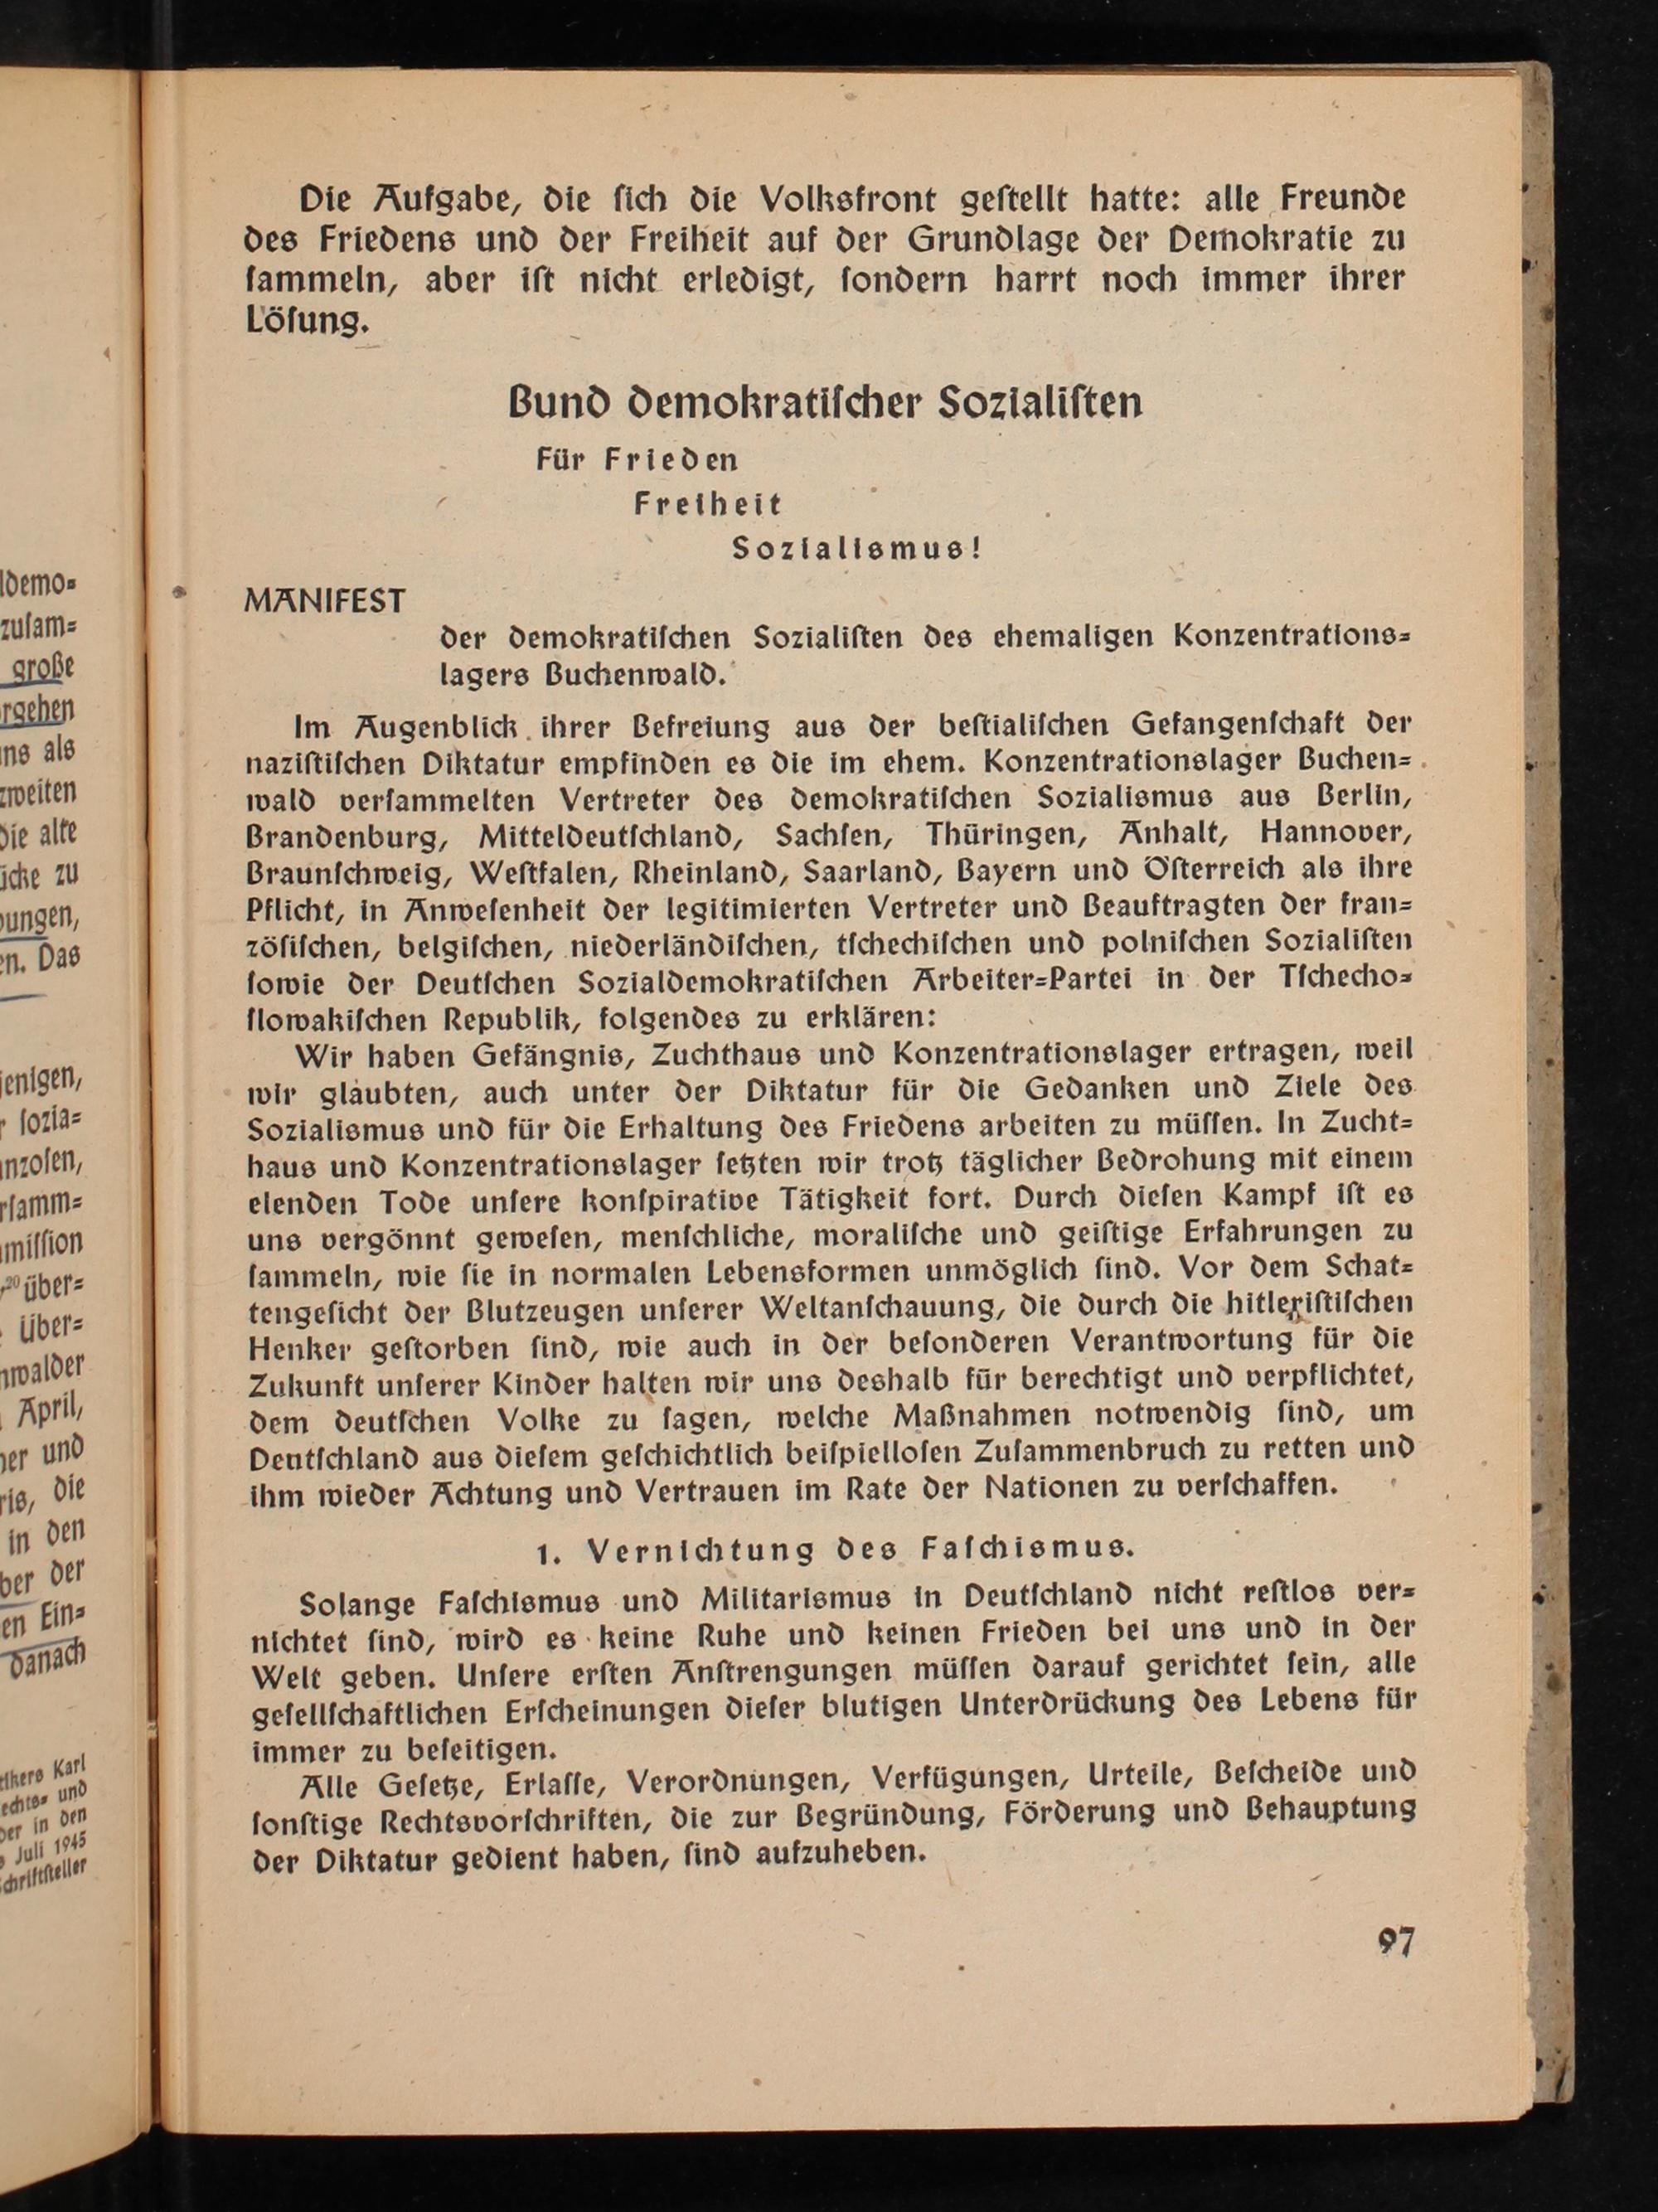 Die Aufgabe, die ſich die Volksfront geſtellt hatte: alle Freunde
des Friedens und der Freiheit auf der Grundlage der Demokratie zu
ſammeln, aber iſt nicht erledigt, ſondern harrt noch immer ihrer
Löſung.
Bund demokratiſcher Sozialiſten
Für Frieden
Freiheit
Sozialismus!
MANIFEST
der demokratiſchen Sozialiſten des ehemaligen Konzentrations=
lagers Buchenwald.
Im Augenblick ihrer Befreiung aus der beſtialiſchen Gefangenſchaft der
naziſtiſchen Diktatur empfinden es die im ehem. Konzentrationslager Buchen=
wald verſammelten Vertreter des demokratiſchen Sozialismus aus Berlin,
Brandenburg, Mitteldeutſchland, Sachſen, Thüringen, Anhalt, Hannover,
Braunſchweig, Weſtfalen, Rheinland, Saarland, Bayern und Öſterreich als ihre
Pflicht, in Anweſenheit der legitimierten Vertreter und Beauftragten der fran=
zöſiſchen, belgiſchen, niederländiſchen, tſchechiſchen und polniſchen Sozialiſten
ſowie der Deutſchen Sozialdemokratiſchen Arbeiter=Partei in der Tſchecho=
ſlowakiſchen Republik, folgendes zu erklären:
Wir haben Gefängnis, Zuchthaus und Konzentrationslager ertragen, weil
wir glaubten, auch unter der Diktatur für die Gedanken und Ziele des
Sozialismus und für die Erhaltung des Friedens arbeiten zu müſſen. In Zucht=
haus und Konzentrationslager ſetzten wir trotz täglicher Bedrohung mit einem
elenden Tode unſere konſpirative Tätigkeit fort. Durch dieſen Kampf iſt es
uns vergönnt geweſen, menſchliche, moraliſche und geiſtige Erfahrungen zu
ſammeln, wie ſie in normalen Lebensformen unmöglich ſind. Vor dem Schat=
tengeſicht der Blutzeugen unſerer Weltanſchauung, die durch die hitleriſtiſchen
Henker geſtorben ſind, wie auch in der beſonderen Verantwortung für die
Zukunft unſerer Kinder halten wir uns deshalb für berechtigt und verpflichtet,
dem deutſchen Volke zu ſagen, welche Maßnahmen notwendig ſind, um
Deutſchland aus dieſem geſchichtlich beiſpielloſen Zuſammenbruch zu retten und
ihm wieder Achtung und Vertrauen im Rate der Nationen zu verſchaffen.
1. Vernichtung des Faſchismus.
Solange Faſchismus und Militarismus in Deutſchland nicht reſtlos ver=
nichtet ſind, wird es keine Ruhe und keinen Frieden bei uns und in der
Welt geben. Unſere erſten Anſtrengungen müſſen darauf gerichtet ſein, alle
geſellſchaftlichen Erſcheinungen dieſer blutigen Unterdrückung des Lebens für
immer zu beſeitigen.
Alle Geſetze, Erlaſſe, Verordnungen, Verfügungen, Urteile, Beſcheide und
ſonſtige Rechtsvorſchriften, die zur Begründung, Förderung und Behauptung
der Diktatur gedient haben, ſind aufzuheben.
97